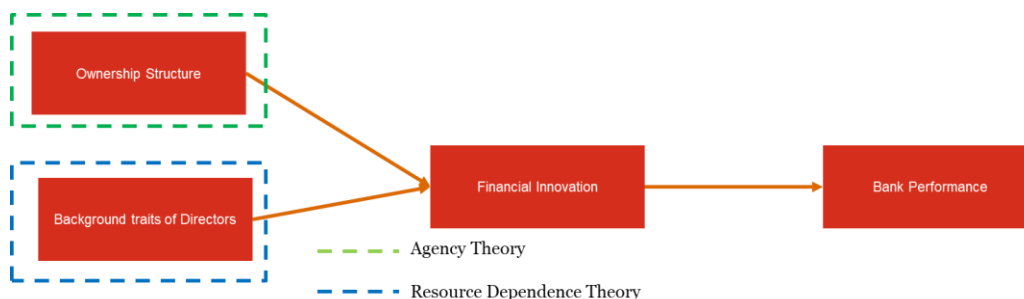 Ownership Structure
Background traits of Directors
Financial Innovation
Bank Performance
Agency Theory
Resource Dependence Theory